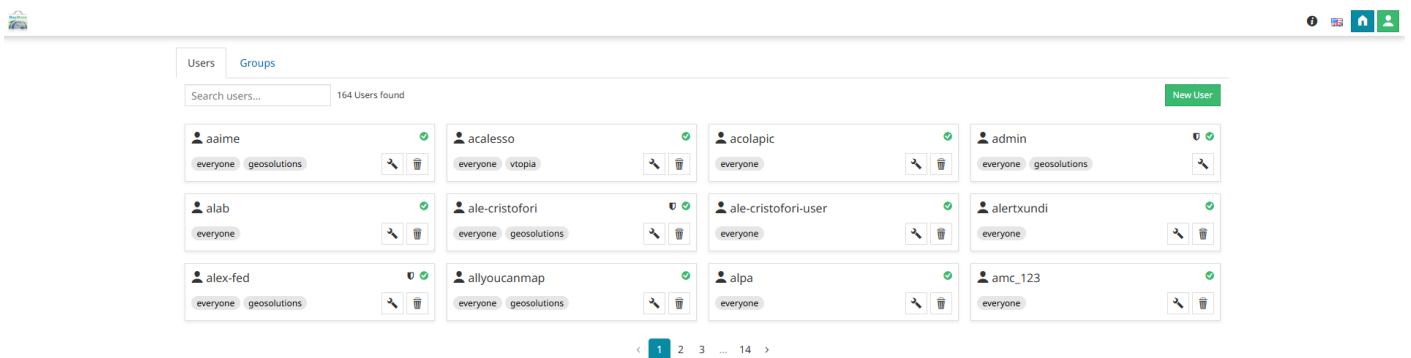 Users Groups
Search users... 164 Users found New User
aaime acalesso acolapic admin
everyone geosolutions everyone vtopia everyone everyone geosolutions
alab ale-cristofori ale-cristofori-user alertxundi
everyone everyone geosolutions everyone everyone
alex-fed allyoucanmap alpa amc_123
everyone geosolutions everyone geosolutions everyone everyone
‹ 1 2 3 ... 14 ›